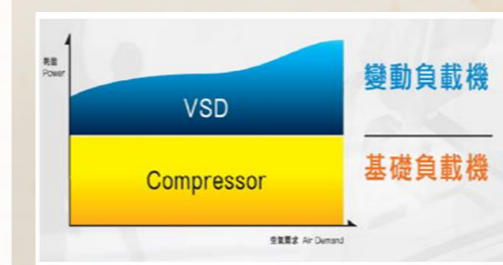 耗能
Power
VSD
變動負載機
Compressor
基礎負載機
空氣需求 Air Demand